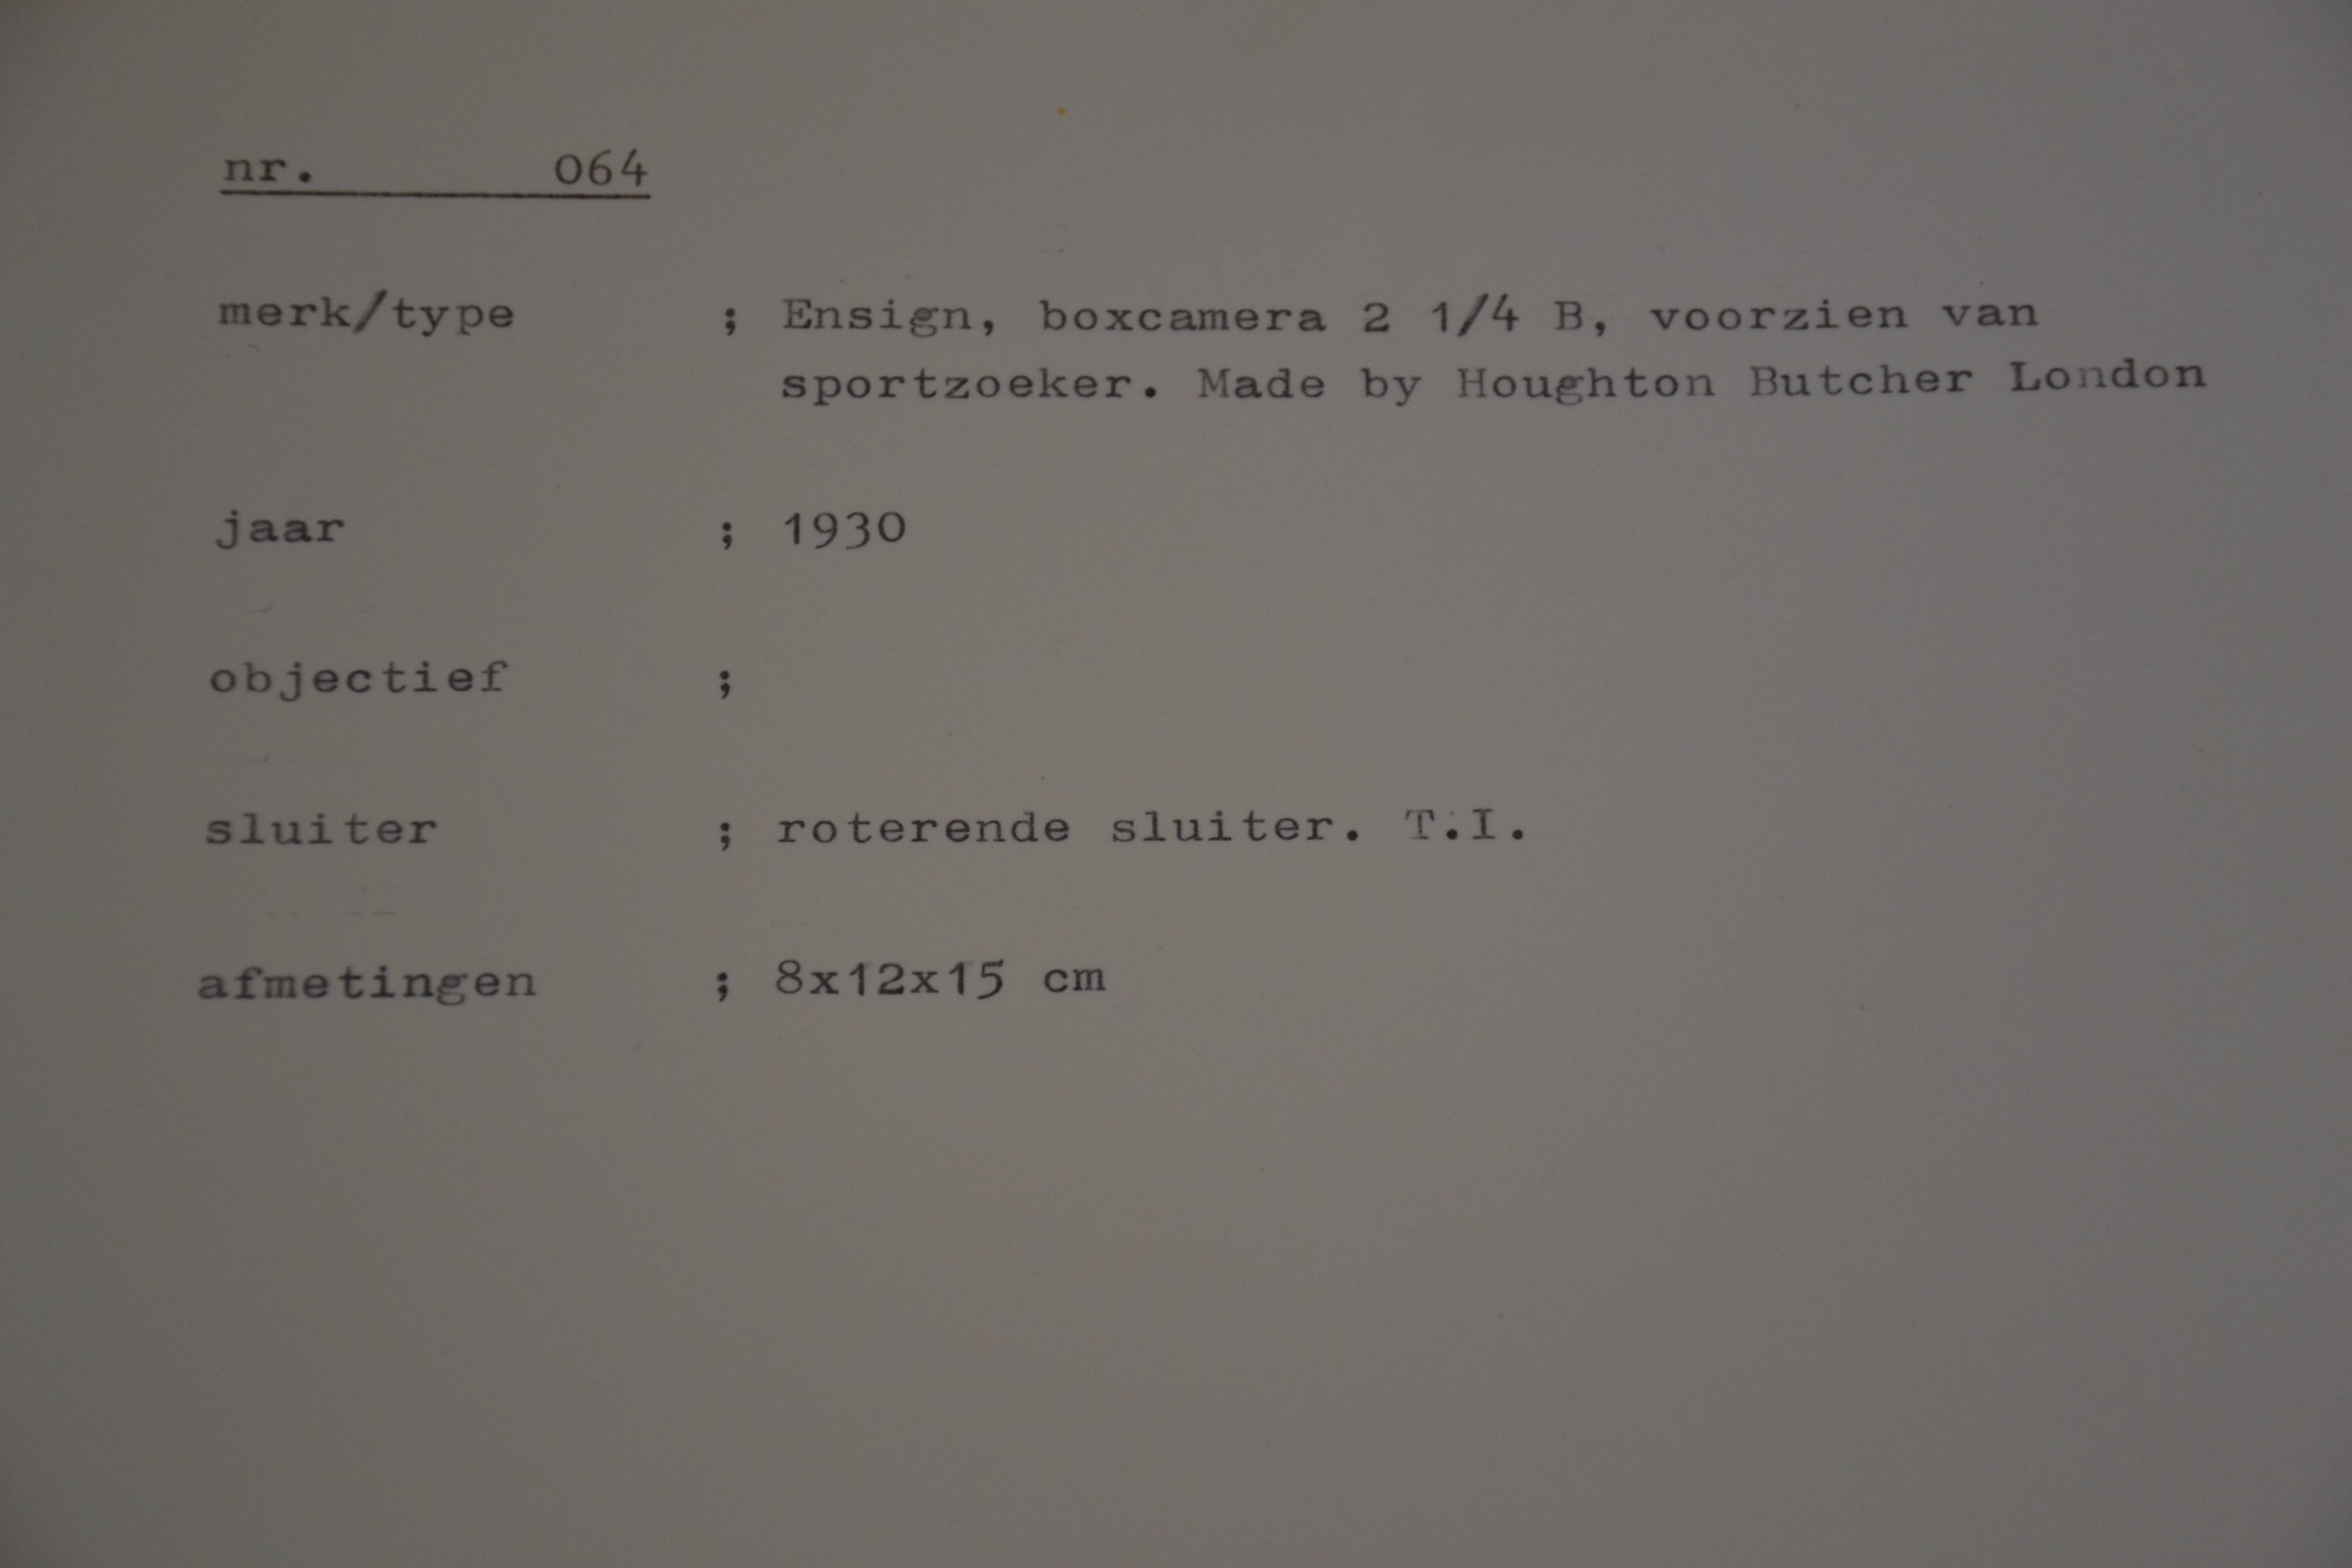 nr. 064
merk/type ; Ensign, boxcamera 2 1/4 B, voorzien van
sportzoeker. Made by Houghton Butcher London
jaar ; 1930
objectief ;
sluiter ; roterende sluiter. T.I.
afmetingen ; 8x12x15 cm